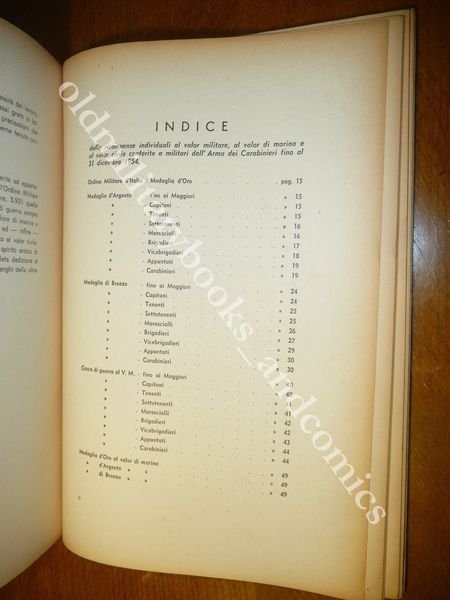 INDICE
delle ricompense individuali al valor militare, al valor di marina e
al valor civile conferite a militari dell'Arma dei Carabinieri fino al
31 dicembre 1954.
Ordine Militare d'Italia - Medaglia d'Oro pag. 15
Medaglia d'Argento - fino ai Maggiori » 15
» - Capitani » 15
» - Tenenti » 15
» - Sottotenenti » 16
» - Marescialli » 16
» - Brigadieri » 17
» - Vicebrigadieri » 18
» - Appuntati » 19
» - Carabinieri » 19
Medaglia di Bronzo - fino ai Maggiori » 24
» - Capitani » 24
» - Tenenti » 25
» - Sottotenenti » 25
» - Marescialli » 26
» - Brigadieri » 27
» - Vicebrigadieri » 29
» - Appuntati » 30
» - Carabinieri » 30
Croce di guerra al V. M. - fino ai Maggiori » 40
» - Capitani » 40
» - Tenenti » 41
» - Sottotenenti » 41
» - Marescialli » 41
» - Brigadieri » 42
» - Vicebrigadieri » 42
» - Appuntati » 43
» - Carabinieri » 44
Medaglia d'Oro al valor di marina » 44
» d'Argento » » » 49
» di Bronzo » » » 49
» 49
oldmilitarybooks_andcomics